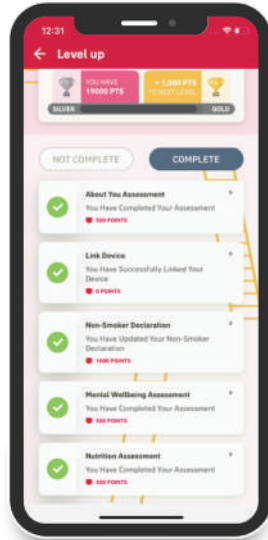 12:31
Level up
YOU HAVE
19000 PTS
+ 1,000 PTS
TO NEXT LEVEL
SILVER
GOLD
NOT COMPLETE
COMPLETE
About You Assessment
You Have Completed Your Assessment
500 POINTS
Link Device
You Have Successfully Linked Your
Device
0 POINTS
Non-Smoker Declaration
You Have Updated Your Non-Smoker
Declaration
1000 POINTS
Mental Wellbeing Assessment
You Have Completed Your Assessment
500 POINTS
Nutrition Assessment
You Have Completed Your Assessment
500 POINTS